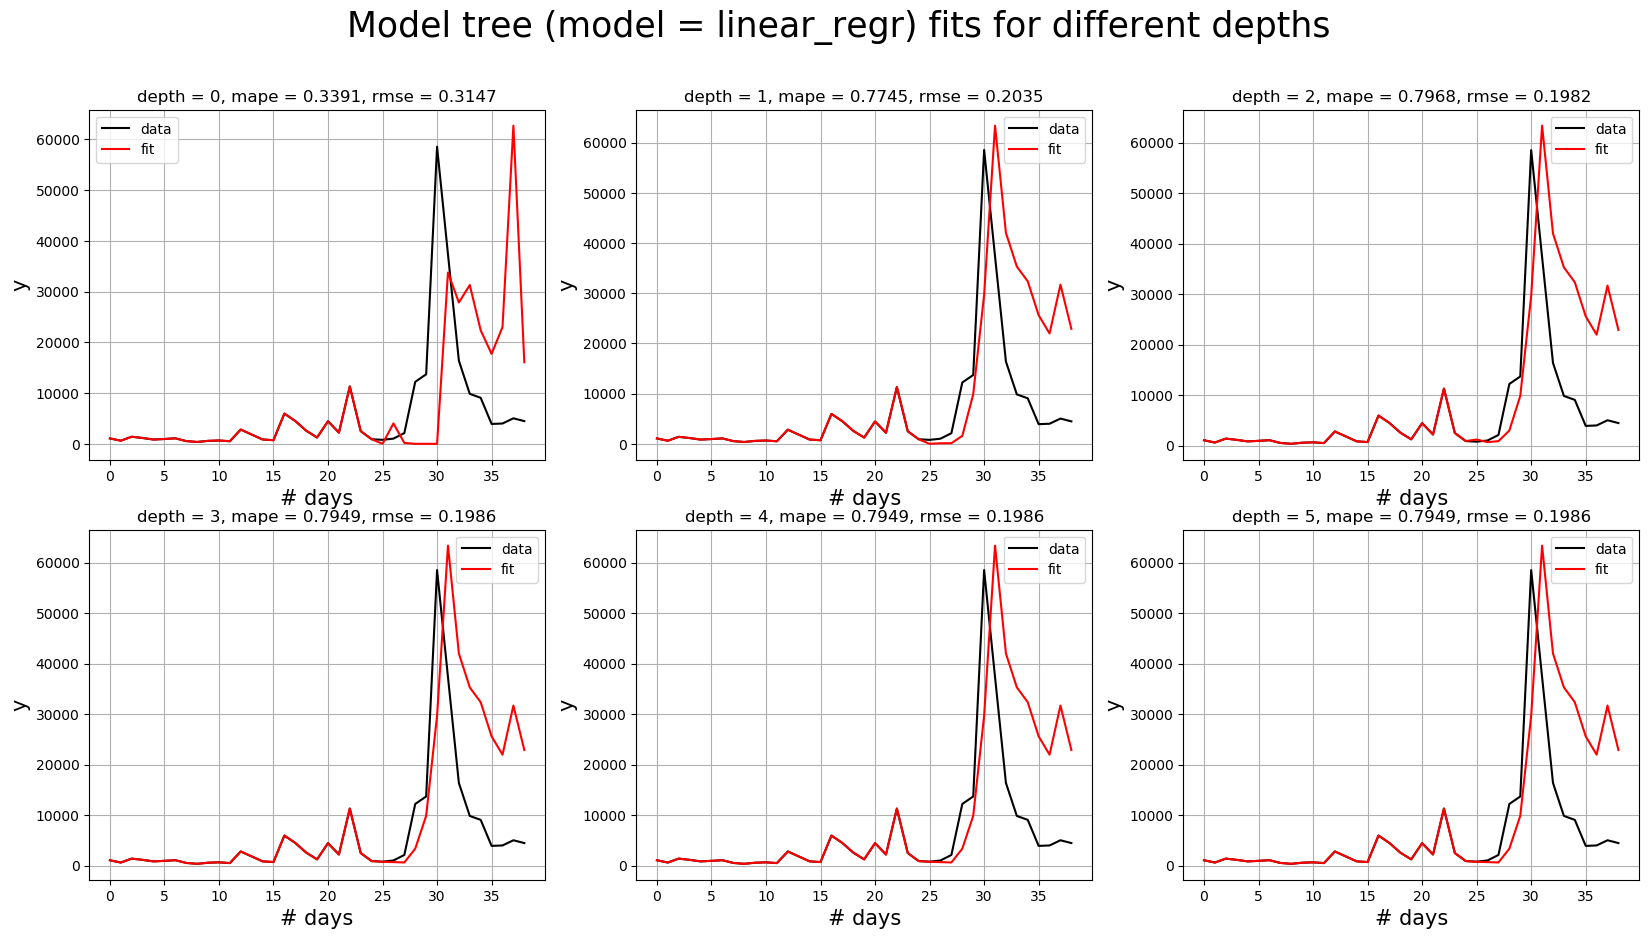 Model tree (model = linear_regr) fits for different depths
depth = 0, mape = 0.3391, rmse = 0.3147
data
fit
60000
50000
40000
30000
20000
10000
0
y
0 5 10 15 20 25 30 35
# days
depth = 1, mape = 0.7745, rmse = 0.2035
data
fit
60000
50000
40000
30000
20000
10000
0
y
0 5 10 15 20 25 30 35
# days
depth = 2, mape = 0.7968, rmse = 0.1982
data
fit
60000
50000
40000
30000
20000
10000
0
y
0 5 10 15 20 25 30 35
# days
depth = 3, mape = 0.7949, rmse = 0.1986
data
fit
60000
50000
40000
30000
20000
10000
0
y
0 5 10 15 20 25 30 35
# days
depth = 4, mape = 0.7949, rmse = 0.1986
data
fit
60000
50000
40000
30000
20000
10000
0
y
0 5 10 15 20 25 30 35
# days
depth = 5, mape = 0.7949, rmse = 0.1986
data
fit
60000
50000
40000
30000
20000
10000
0
y
0 5 10 15 20 25 30 35
# days